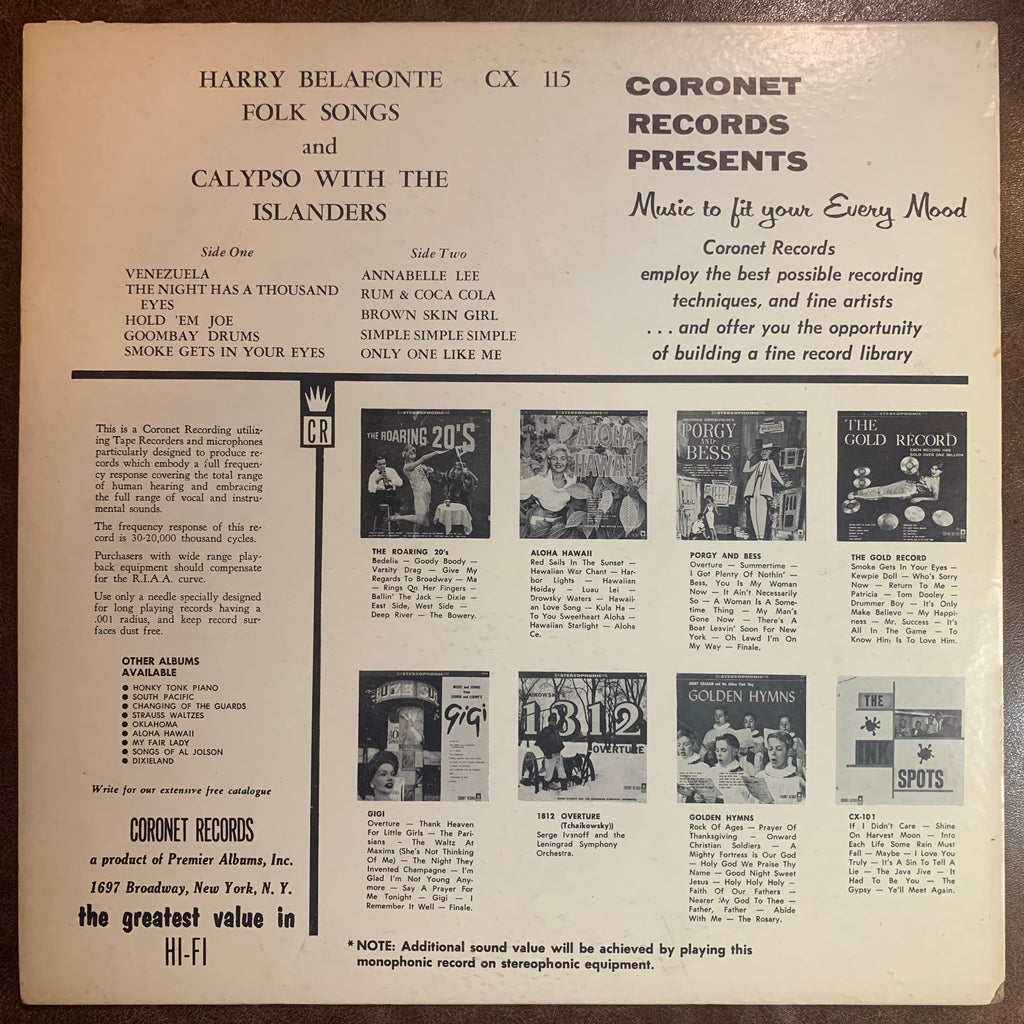 HARRY BELAFONTE CX 115
FOLK SONGS
and
CALYPSO WITH THE
ISLANDERS
Side One
VENEZUELA
THE NIGHT HAS A THOUSAND
EYES
HOLD 'EM JOE
GOOMBAY DRUMS
SMOKE GETS IN YOUR EYES
Side Two
ANNABELLE LEE
RUM & COCA COLA
BROWN SKIN GIRL
SIMPLE SIMPLE SIMPLE
ONLY ONE LIKE ME
CORONET
RECORDS
PRESENTS
Music to fit your Every Mood
Coronet Records
employ the best possible recording
techniques, and fine artists
...and offer you the opportunity
of building a fine record library
CR
This is a Coronet Recording utiliz-
ing Tape Recorders and microphones
particularly designed to produce re-
cords which embody a full frequen-
cy response covering the total range
of human hearing and embracing
the full range of vocal and instru-
mental sounds.
The frequency response of this re-
cord is 30-20,000 thousand cycles.
Purchasers with wide range play-
back equipment should compensate
for the R.I.A.A. curve.
Use only a needle specially designed
for long playing records having a
.001 radius, and keep record sur-
faces dust free.
OTHER ALBUMS
AVAILABLE
● HONKY TONK PIANO
● SOUTH PACIFIC
● CHANGING OF THE GUARDS
● STRAUSS WALTZES
● OKLAHOMA
● ALOHA HAWAII
● MY FAIR LADY
● SONGS OF AL JOLSON
● DIXIELAND
Write for our extensive free catalogue
CORONET RECORDS
a product of Premier Albums, Inc.
1697 Broadway, New York, N. Y.
the greatest value in
HI-FI
STEREOPHONIC
THE ROARING 20'S
THE ROARING 20's
Bedelia — Goody Boody —
Varsity Drag — Give My
Regards To Broadway — Ma
— Rings On Her Fingers —
Ballin' The Jack — Dixie —
East Side, West Side —
Deep River — The Bowery.
STEREOPHONIC
ALOHA
HAWAII
ALOHA HAWAII
Red Sails In The Sunset —
Hawaiian War Chant — Har-
bor Lights — Hawaiian
Hoiday — Luau Lei —
Drowsky Waters — Hawaii-
an Love Song — Kula Ha —
To You Sweetheart Aloha —
Hawaiian Starlight — Aloha
Ce.
STEREOPHONIC
PORGY
AND
BESS
PORGY AND BESS
Overture — Summertime —
I Got Plenty Of Nothin' —
Bess, You Is My Woman
Now — It Ain't Necessarily
So — A Woman Is A Some-
time Thing — My Man's
Gone Now — There's A
Boat Leavin' Soon For New
York — Oh Lawd I'm On
My Way — Finale.
STEREOPHONIC
THE
GOLD RECORD
EACH RECORD HAS
SOLD OVER ONE MILLION
THE GOLD RECORD
Smoke Gets In Your Eyes —
Kewpie Doll — Who's Sorry
Now — Return To Me —
Patricia — Tom Dooley —
Drummer Boy — It's Only
Make Believe — My Happi-
ness — Mr. Success — It's
All In The Game — To
Know Him Is To Love Him.
STEREOPHONIC
GiGi
GIGI
Overture — Thank Heaven
For Little Girls — The Pari-
sians — The Waltz At
Maxims (She's Not Thinking
Of Me) — The Night They
Invented Champagne — I'm
Glad I'm Not Young Any-
more — Say A Prayer For
Me Tonight — Gigi — I
Remember It Well — Finale.
STEREOPHONIC
1812
OVERTURE
1812 OVERTURE
(Tchaikowsky))
Serge Ivanoff and the
Leningrad Symphony
Orchestra.
STEREOPHONIC
GOLDEN HYMNS
GOLDEN HYMNS
Rock Of Ages — Prayer Of
Thanksgiving — Onward
Christian Soldiers — A
Mighty Fortress Is Our God
— Holy God We Praise Thy
Name — Good Night Sweet
Jesus — Holy Holy Holy —
Faith Of Our Fathers —
Nearer My God To Thee —
Father, Father — Abide
With Me — The Rosary.
THE
INK
SPOTS
CX-101
If I Didn't Care — Shine
On Harvest Moon — Into
Each Life Some Rain Must
Fall — Maybe — I Love You
Truly — It's A Sin To Tell A
Lie — The Java Jive — It
Had To Be You — The
Gypsy — Ye'll Meet Again.
*NOTE: Additional sound value will be achieved by playing this
monophonic record on stereophonic equipment.